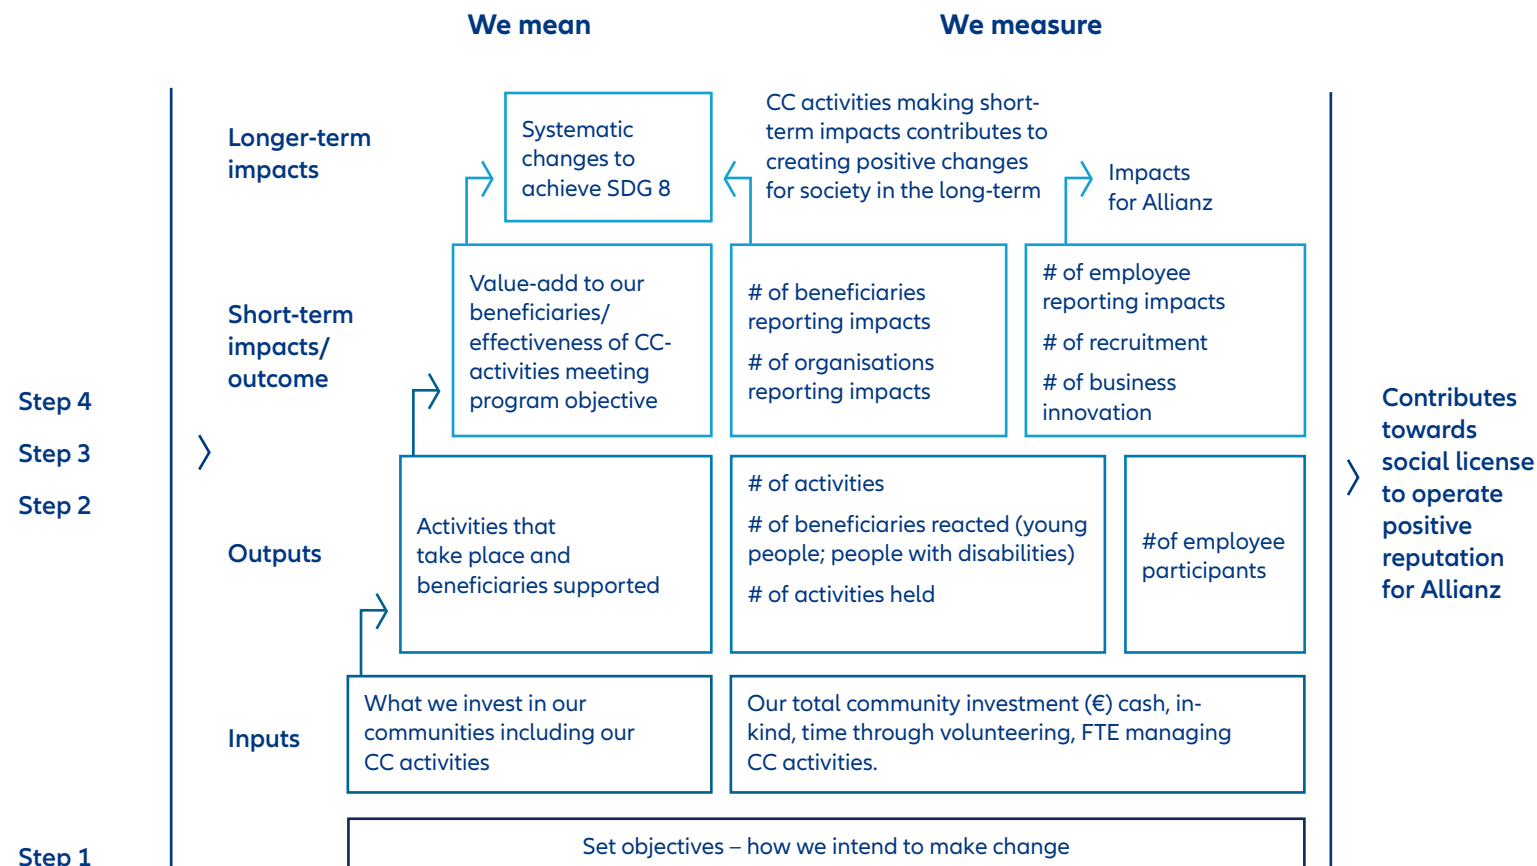 We mean
We measure
Longer-term
impacts
Systematic
changes to
achieve SDG 8
CC activities making short-
term impacts contributes to
creating positive changes
for society in the long-term
Impacts
for Allianz
Short-term
impacts/
outcome
Value-add to our
beneficiaries/
effectiveness of CC-
activities meeting
program objective
# of beneficiaries
reporting impacts
# of organisations
reporting impacts
# of employee
reporting impacts
# of recruitment
# of business
innovation
Step 4
Step 3
Step 2
Contributes
towards
social license
to operate
positive
reputation
for Allianz
Outputs
Activities that
take place and
beneficiaries supported
# of activities
# of beneficiaries reacted (young
people; people with disabilities)
# of activities held
#of employee
participants
Inputs
What we invest in our
communities including our
CC activities
Our total community investment (€) cash, in-
kind, time through volunteering, FTE managing
CC activities.
Step 1
Set objectives – how we intend to make change